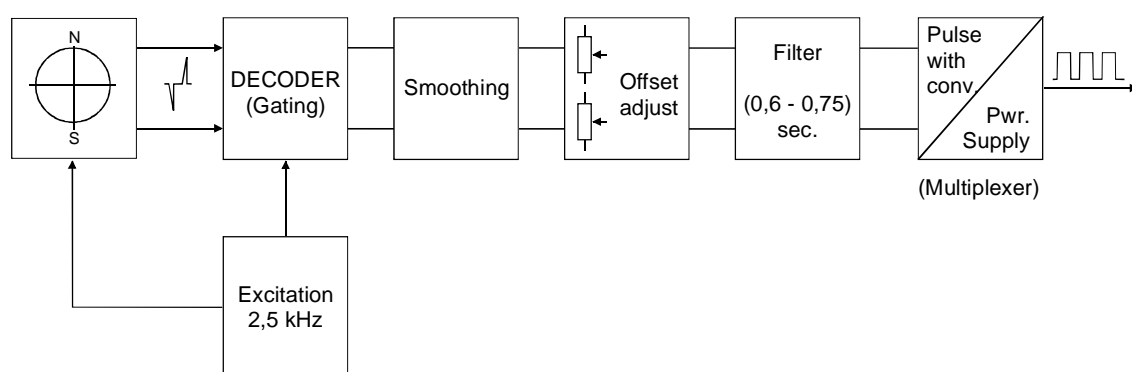 N
S
DECODER
(Gating)
Smoothing
Offset
adjust
Filter
(0,6 - 0,75)
sec.
Pulse
with
conv.
Pwr.
Supply
(Multiplexer)
Excitation
2,5 kHz